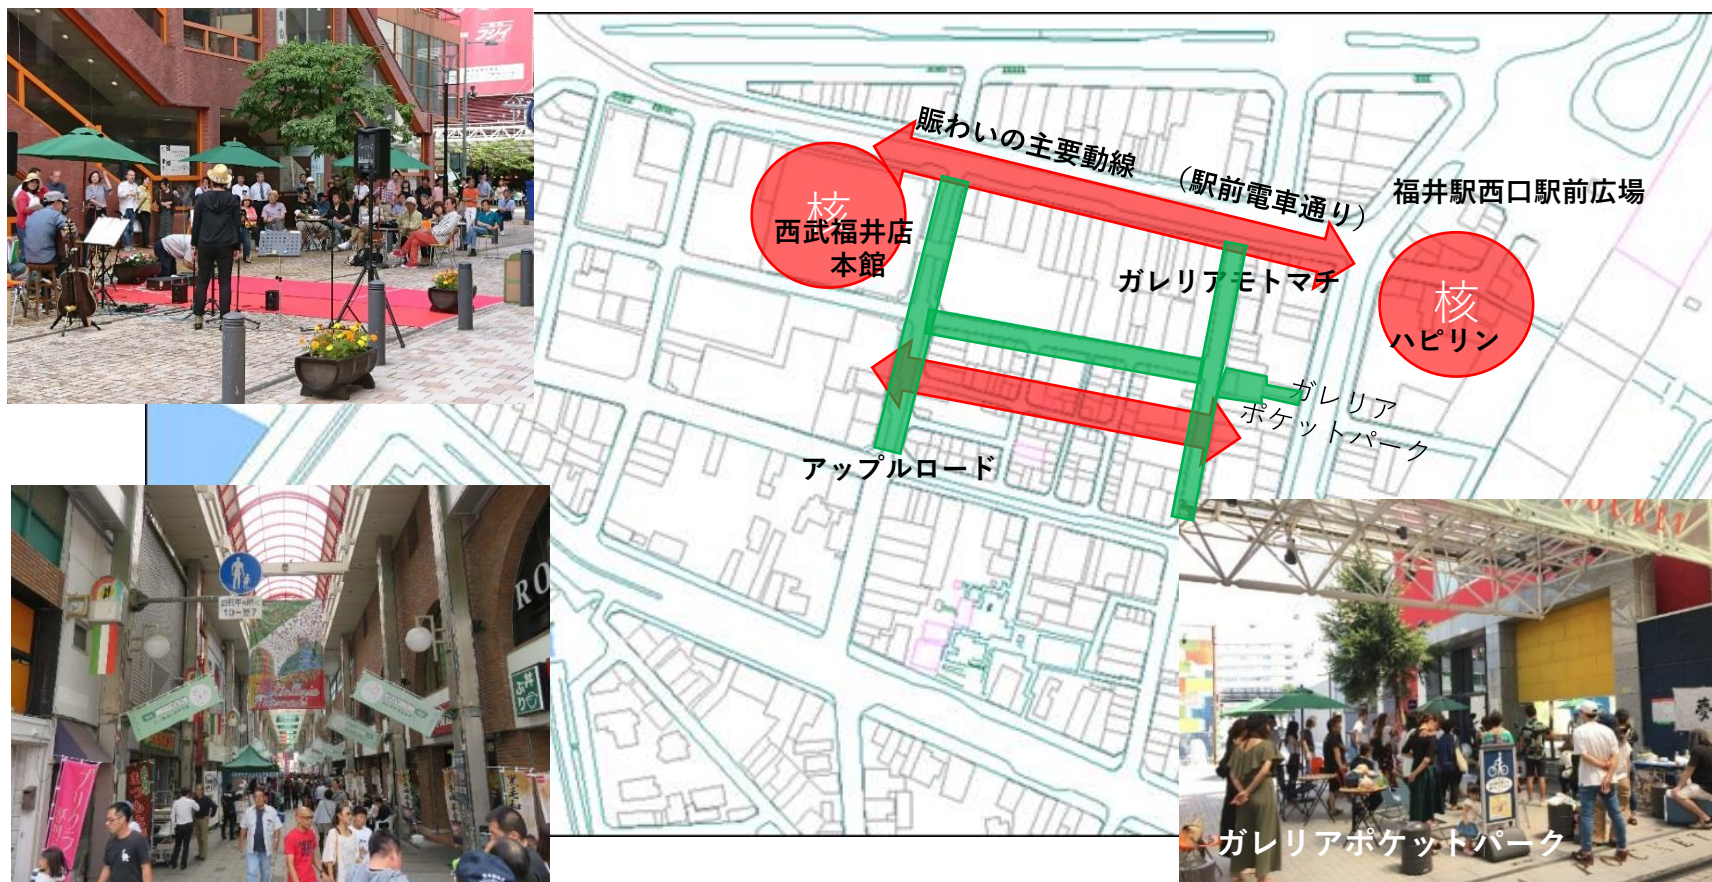 賑わいの主要動線
（駅前電車通り）
福井駅西口駅前広場
核
西武福井店
本館
ガレリアモトマチ
核
ハピリン
ガレリア
ポケットパーク
アップルロード
ガレリアポケットパーク